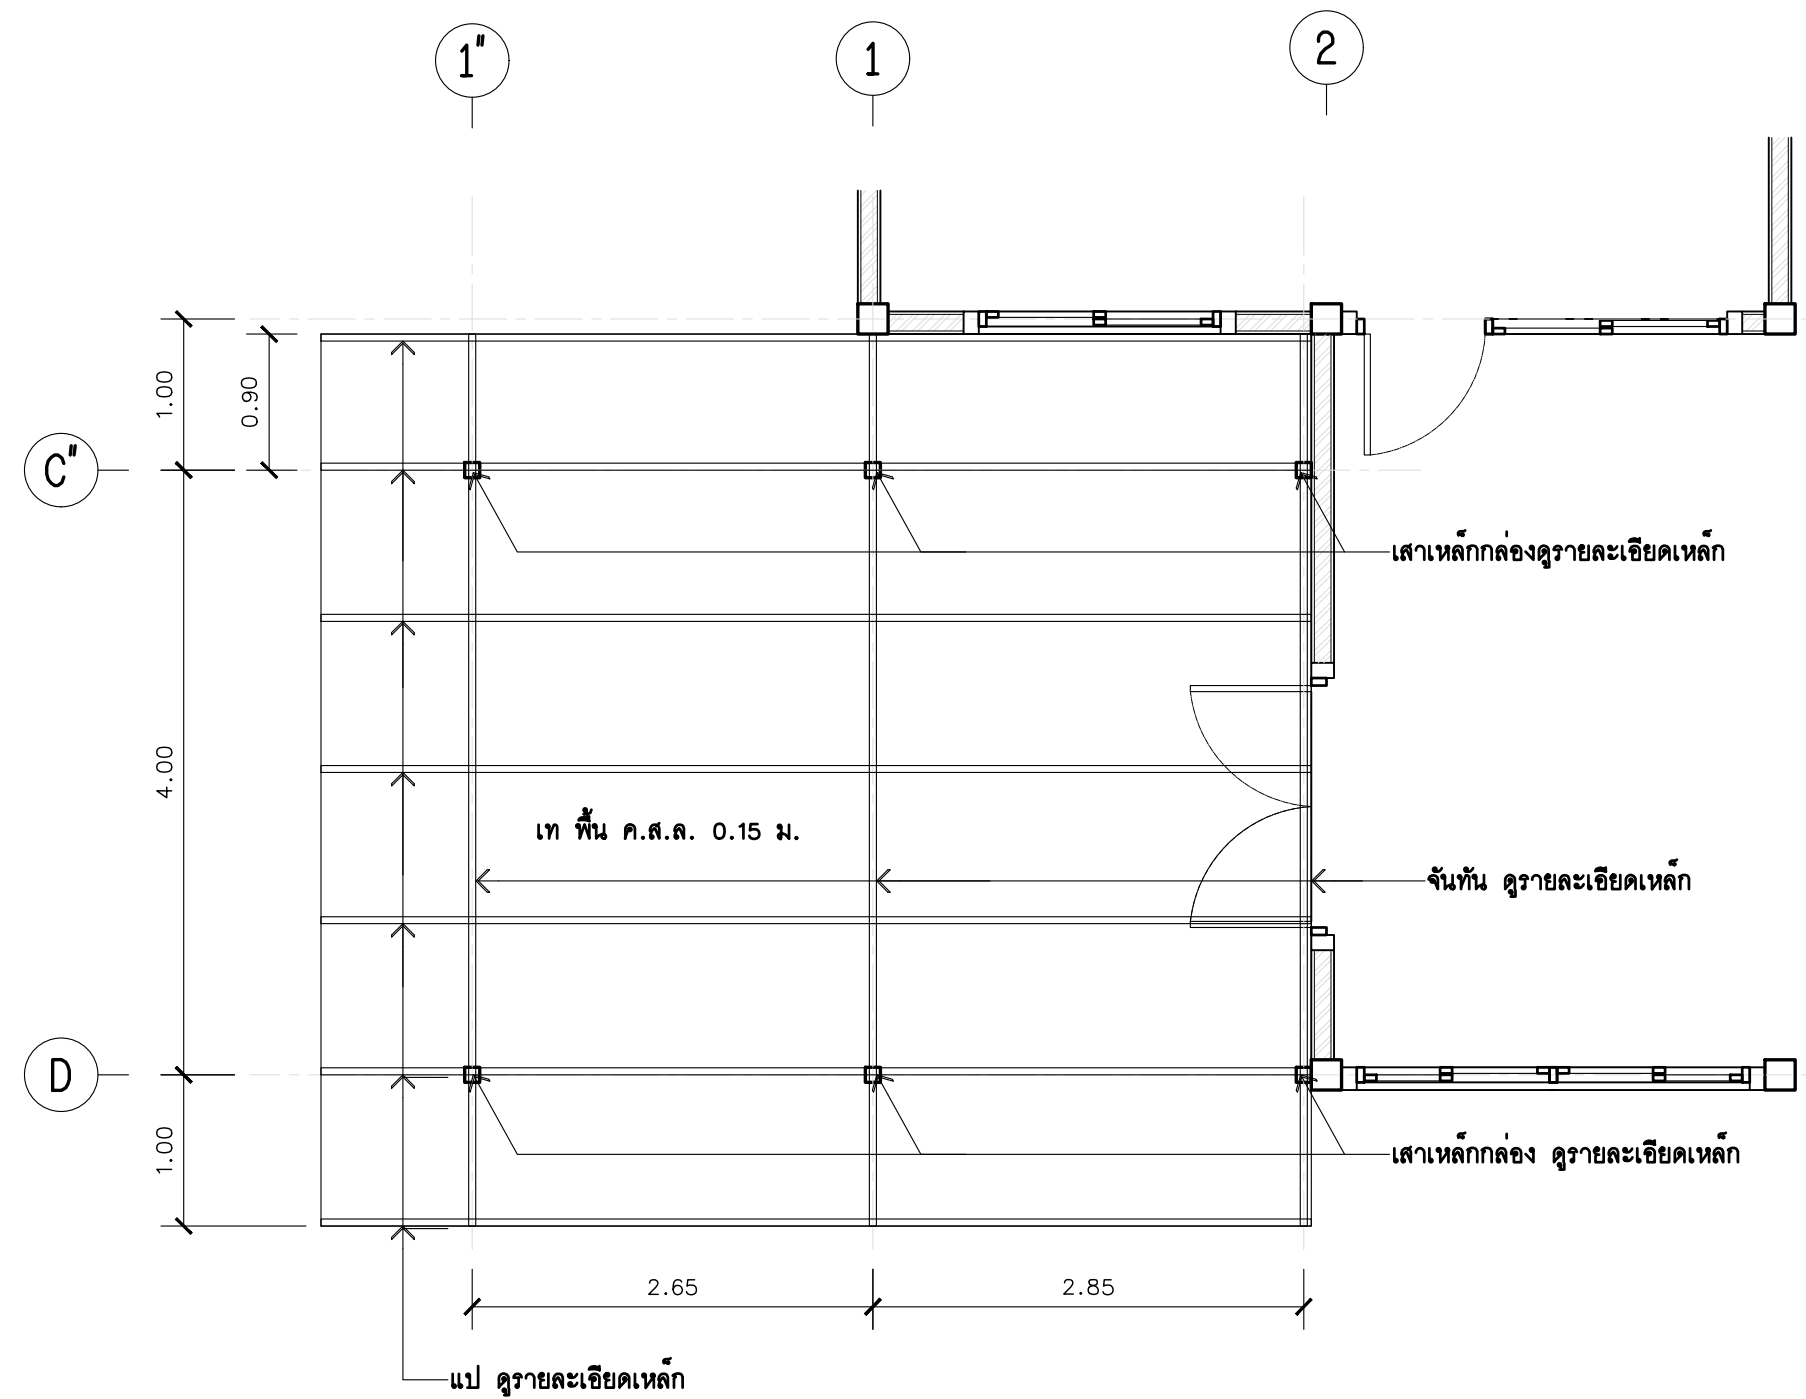 1"
1
2
1.00
0.90
C"
เสาเหล็กกล่องดูรายละเอียดเหล็ก
4.00
เท พื้น ค.ส.ล. 0.15 ม.
จันทัน ดูรายละเอียดเหล็ก
D
1.00
เสาเหล็กกล่อง ดูรายละเอียดเหล็ก
2.65
2.85
แป ดูรายละเอียดเหล็ก